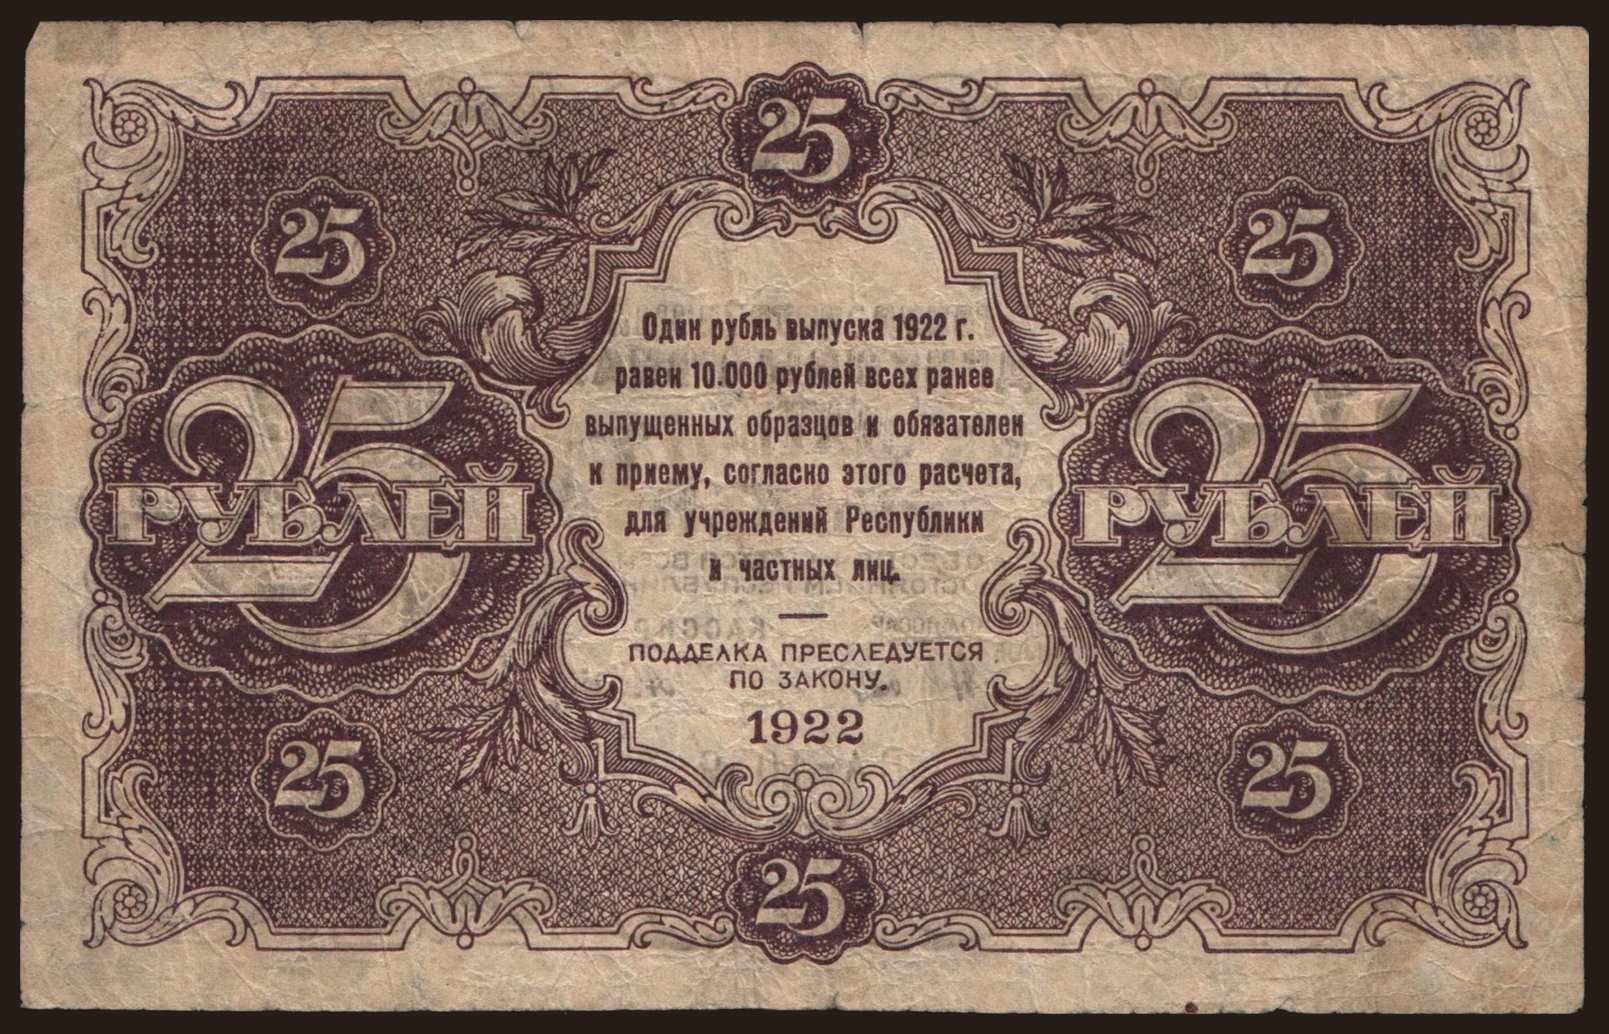 25
25
25
Один рубль выпуска 1922 г.
равен 10.000 рублей всех ранее
выпущенных образцов и обязателен
к приему, согласно этого расчета,
для учреждений Республики
и частных лиц.
25 РУБЛЕЙ
25 РУБЛЕЙ
ПОДДЕЛКА ПРЕСЛЕДУЕТСЯ
ПО ЗАКОНУ.
1922
25
25
25